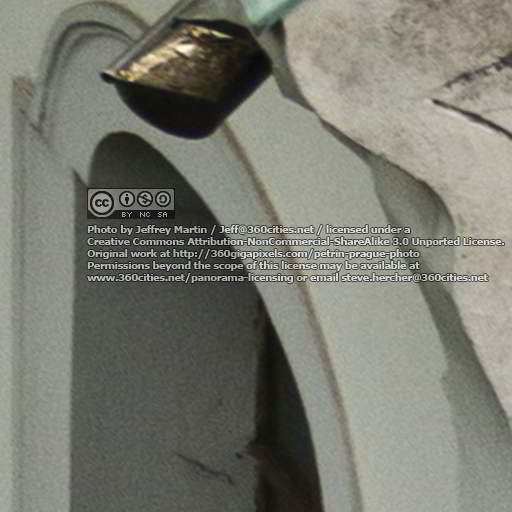 cc BY NC SA
Photo by Jeffrey Martin / Jeff@360cities.net / licensed under a
Creative Commons Attribution-NonCommercial-ShareAlike 3.0 Unported License.
Original work at http://360gigapixels.com/petrin-prague-photo
Permissions beyond the scope of this license may be available at
www.360cities.net/panorama-licensing or email steve.hercher@360cities.net